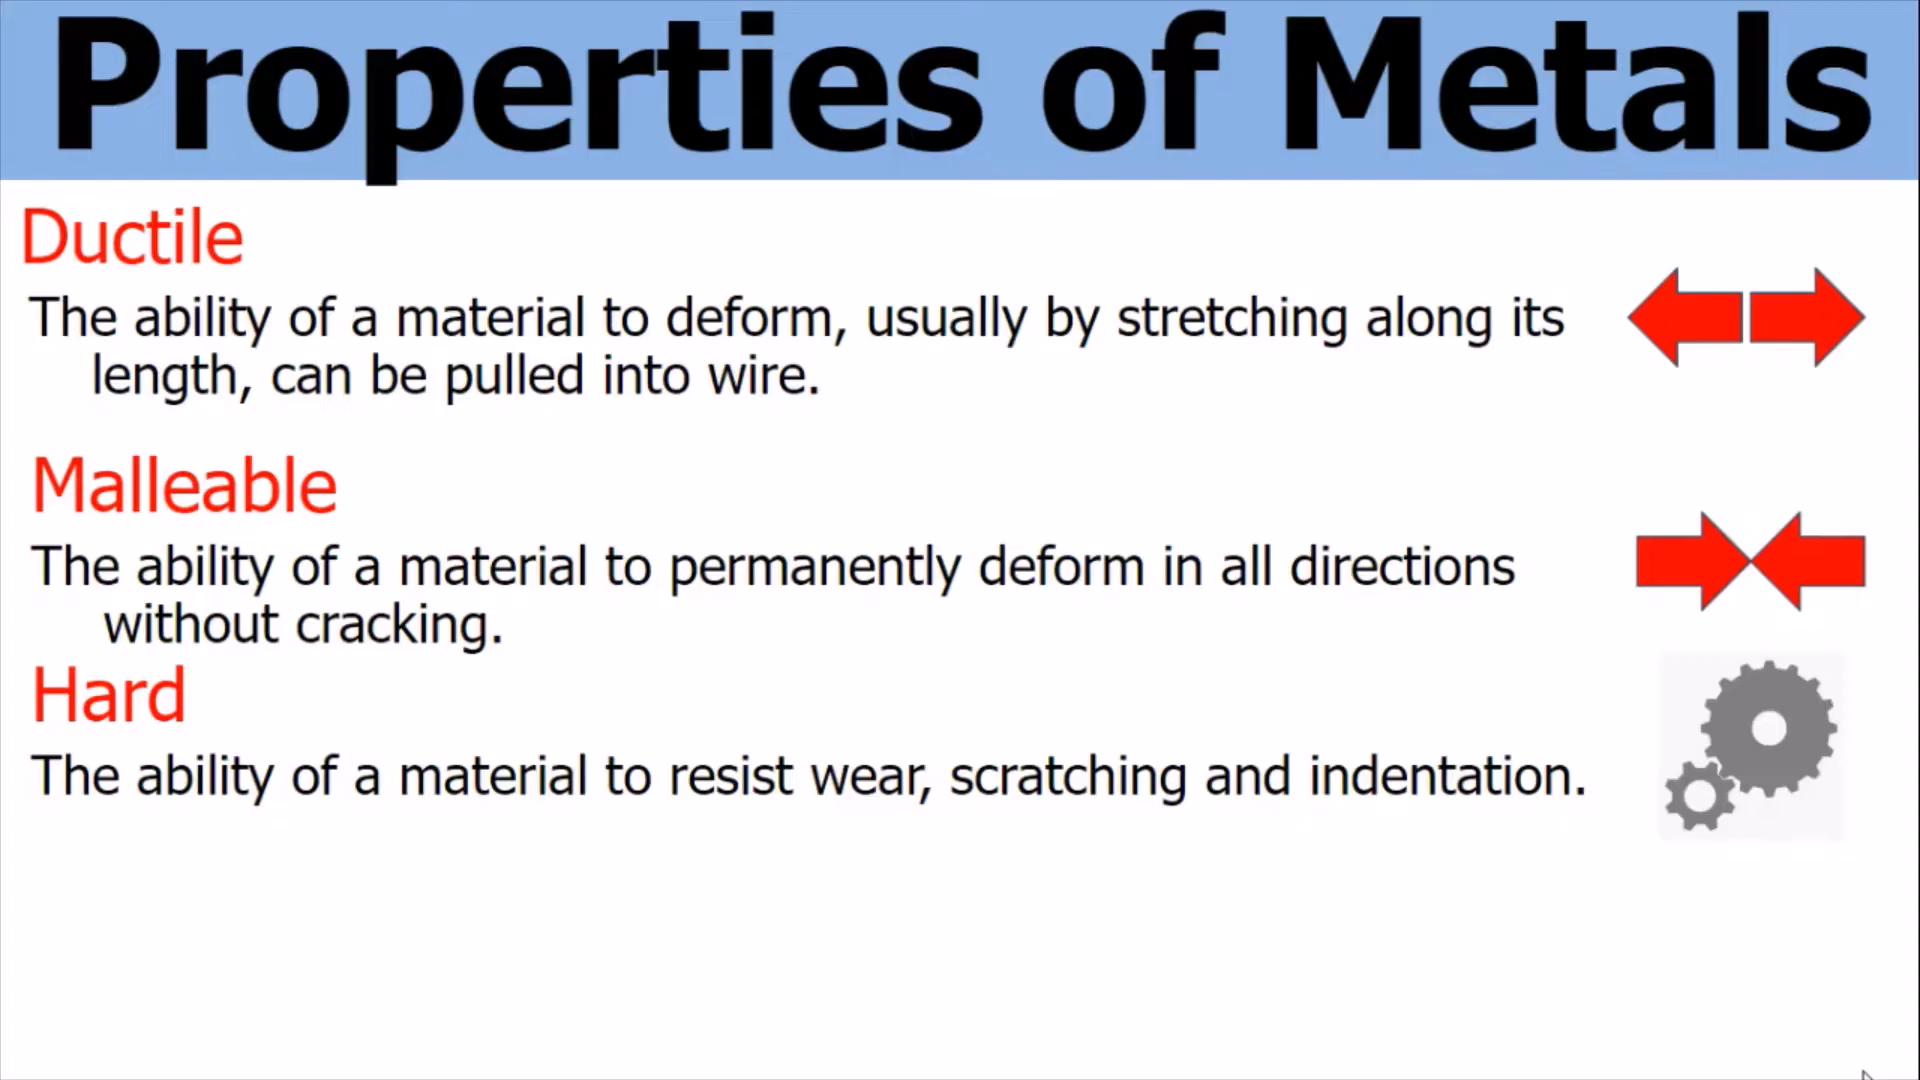 Properties of Metals
Ductile
The ability of a material to deform, usually by stretching along its
length, can be pulled into wire.
Malleable
The ability of a material to permanently deform in all directions
without cracking.
Hard
The ability of a material to resist wear, scratching and indentation.